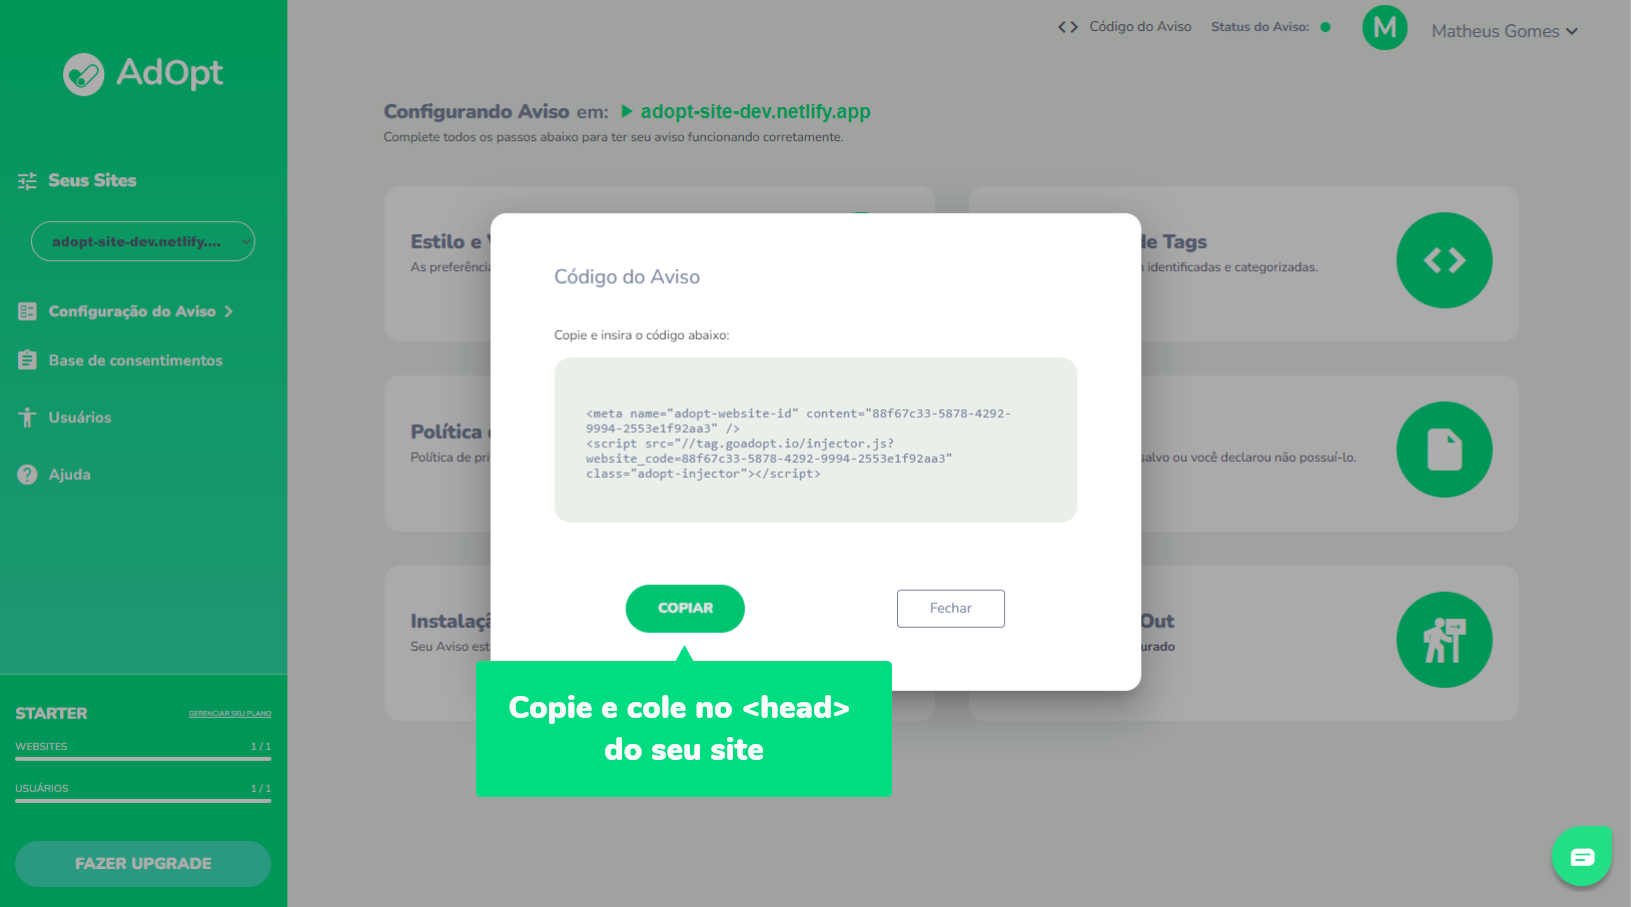 AdOpt
Seus Sites
adopt-site-dev.netlify....
Configuração do Aviso
Base de consentimentos
Usuários
Ajuda
STARTER
GERENCIAR SEU PLANO
WEBSITES
1 / 1
USUÁRIOS
1 / 1
FAZER UPGRADE
<> Código do Aviso
Status do Aviso:
M
Matheus Gomes
Configurando Aviso em: adopt-site-dev.netlify.app
Complete todos os passos abaixo para ter seu aviso funcionando corretamente.
Estilo e
As preferênci
de Tags
identificadas e categorizadas.
<>
Política
Política de pri
salvo ou você declarou não possuí-lo.
Instalaç
Seu Aviso est
Out
urado
Código do Aviso
Copie e insira o código abaixo:
<meta name="adopt-website-id" content="88f67c33-5878-4292-
9994-2553e1f92aa3" />
<script src="//tag.goadopt.io/injector.js?
website_code=88f67c33-5878-4292-9994-2553e1f92aa3"
class="adopt-injector"></script>
COPIAR
Fechar
Copie e cole no <head>
do seu site